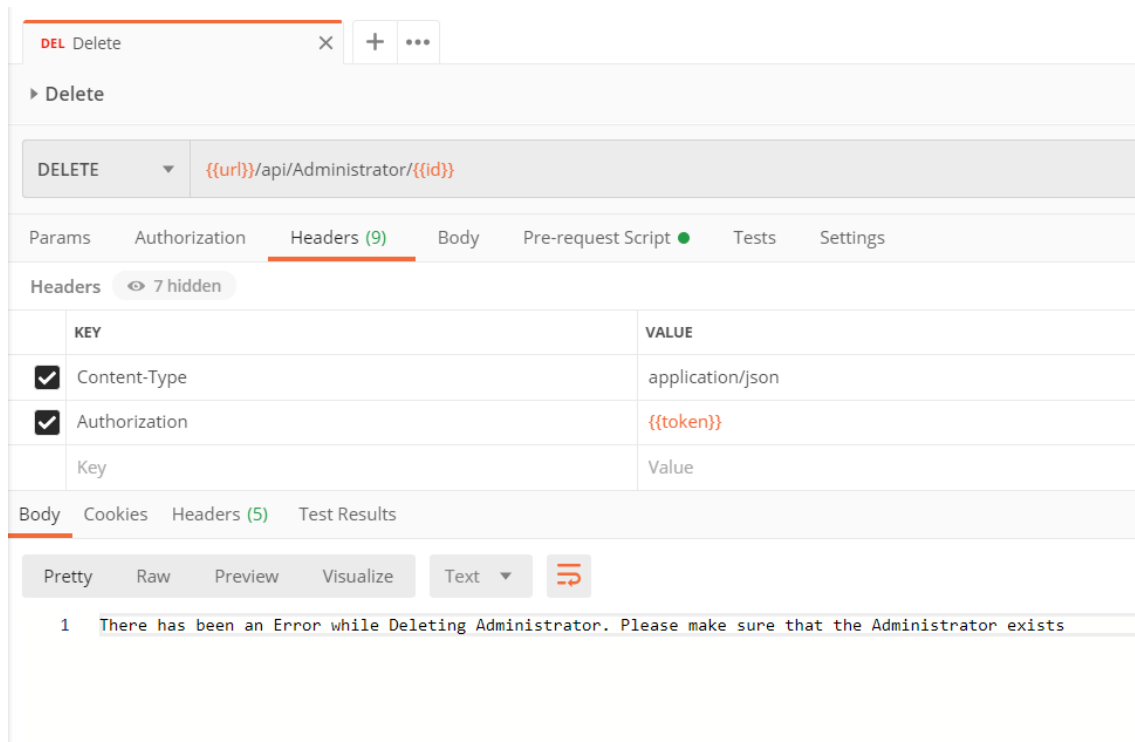 DEL Delete
Delete
DELETE {{url}}/api/Administrator/{{id}}
Params Authorization Headers (9) Body Pre-request Script Tests Settings
Headers 7 hidden
KEY VALUE
Content-Type application/json
Authorization {{token}}
Key Value
Body Cookies Headers (5) Test Results
Pretty Raw Preview Visualize Text
1 There has been an Error while Deleting Administrator. Please make sure that the Administrator exists